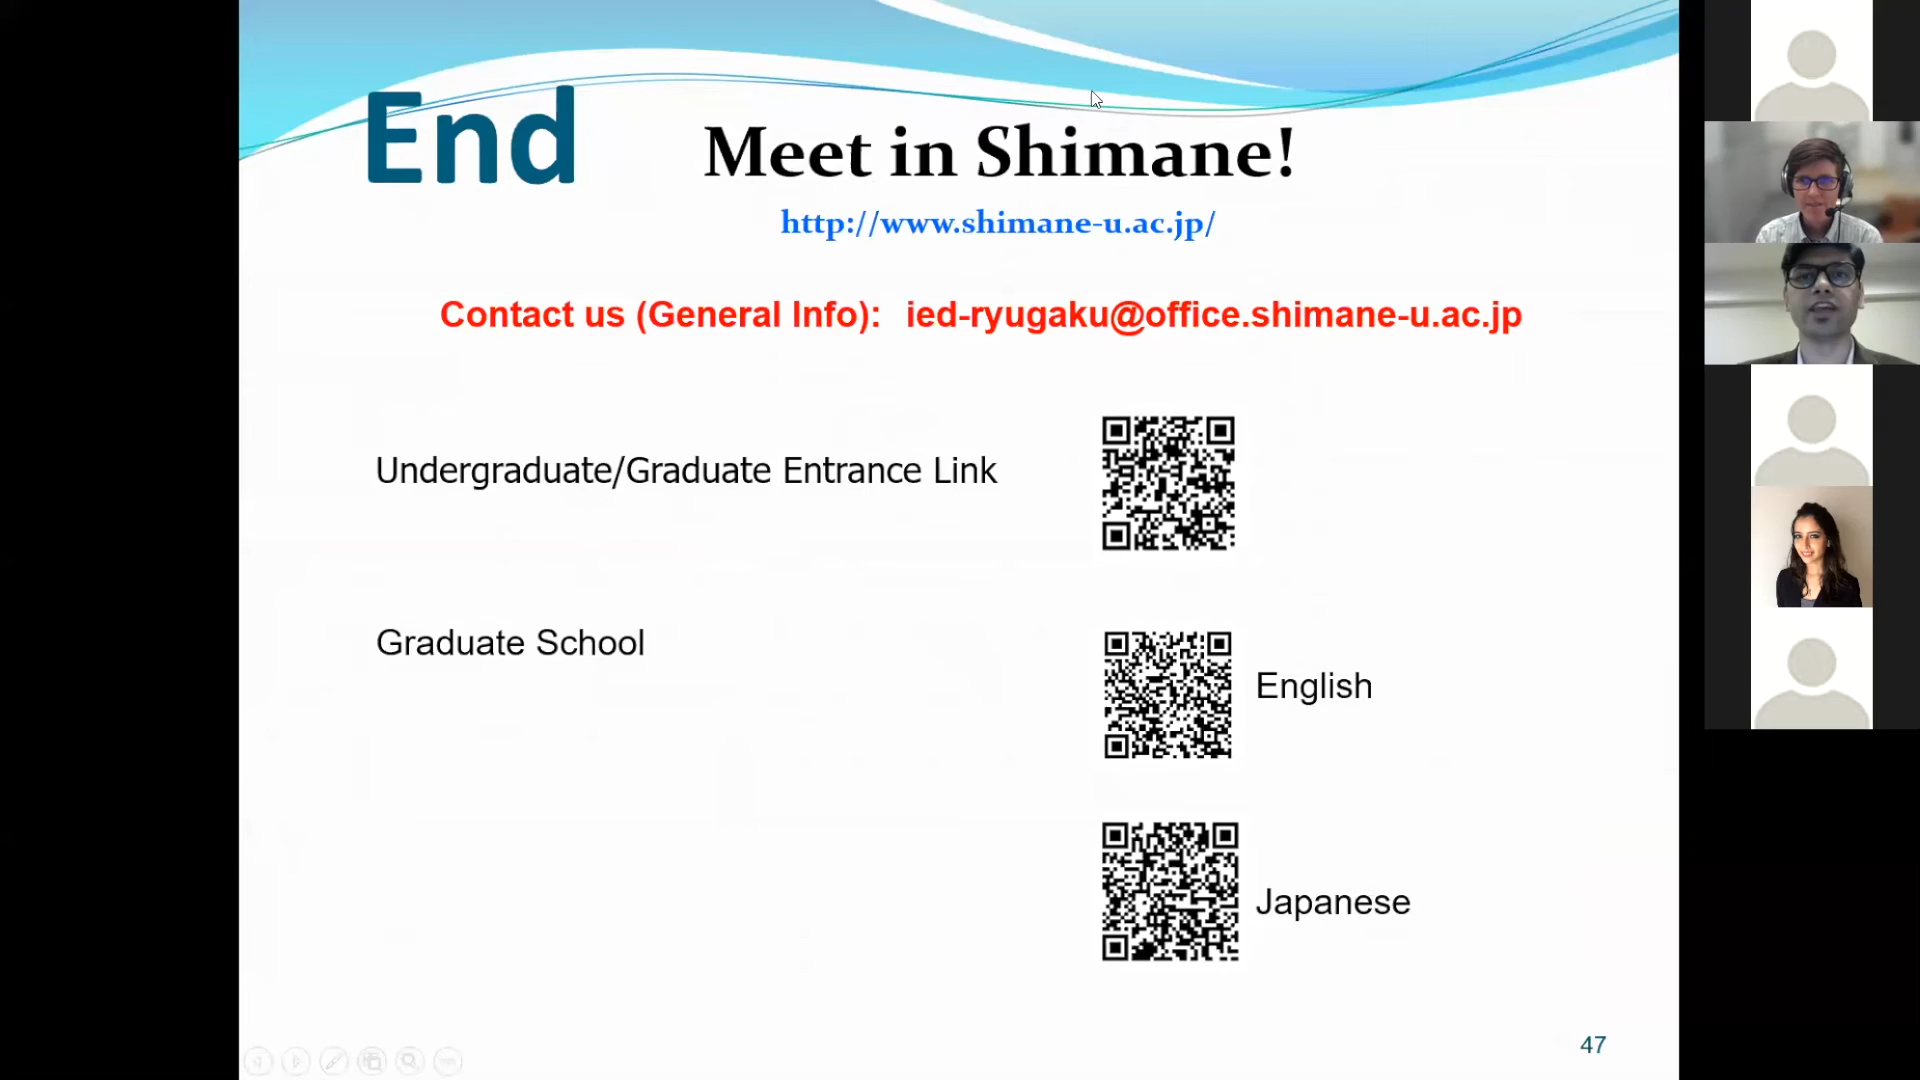 End
Meet in Shimane!
http://www.shimane-u.ac.jp/
Contact us (General Info): ied-ryugaku@office.shimane-u.ac.jp
Undergraduate/Graduate Entrance Link
Graduate School
English
Japanese
47